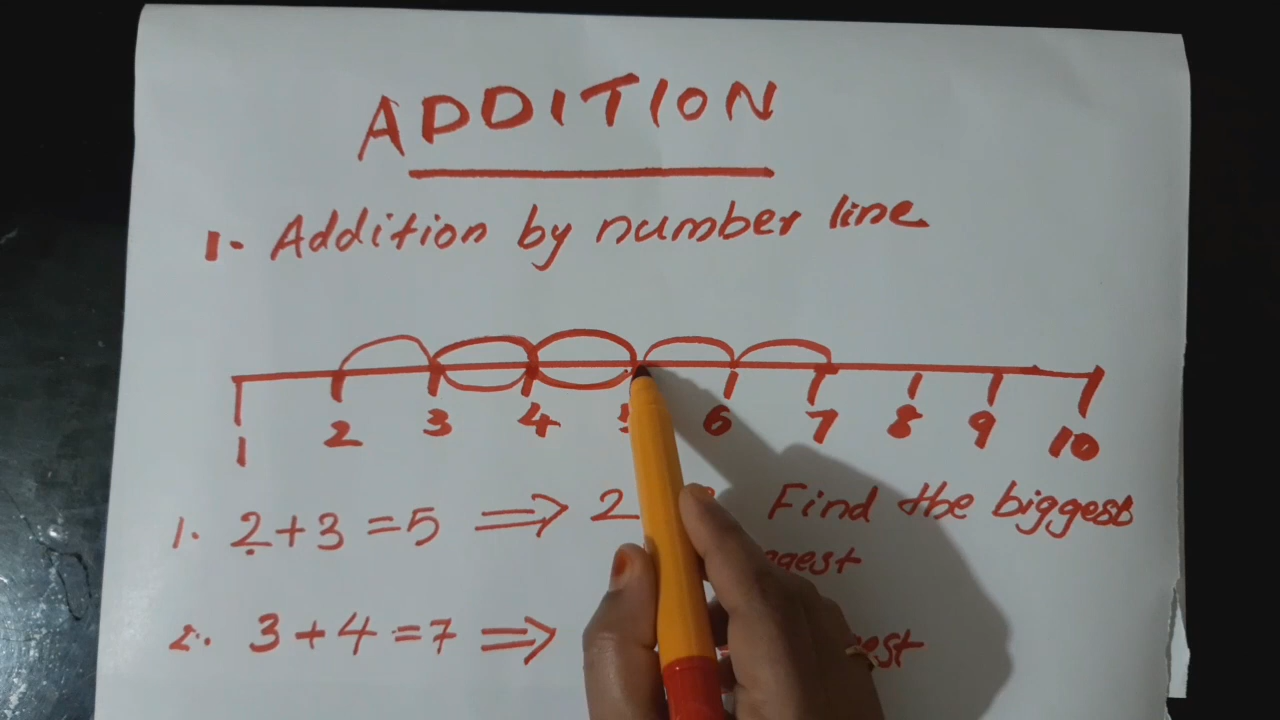 ADDITION
1. Addition by number line
1 2 3 4 5 6 7 8 9 10
1. 2+3 =5 ⇒ 2 Find the biggest
2. 3+4=7 ⇒